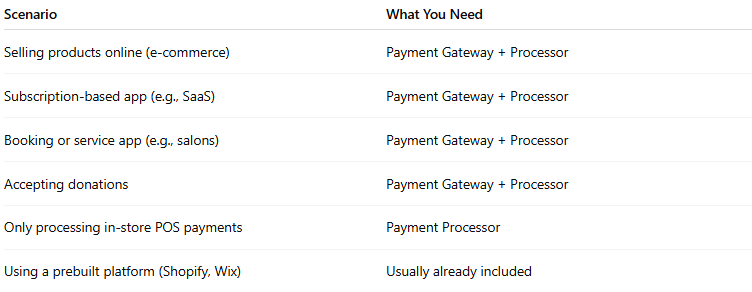 Scenario What You Need
Selling products online (e-commerce) Payment Gateway + Processor
Subscription-based app (e.g., SaaS) Payment Gateway + Processor
Booking or service app (e.g., salons) Payment Gateway + Processor
Accepting donations Payment Gateway + Processor
Only processing in-store POS payments Payment Processor
Using a prebuilt platform (Shopify, Wix) Usually already included